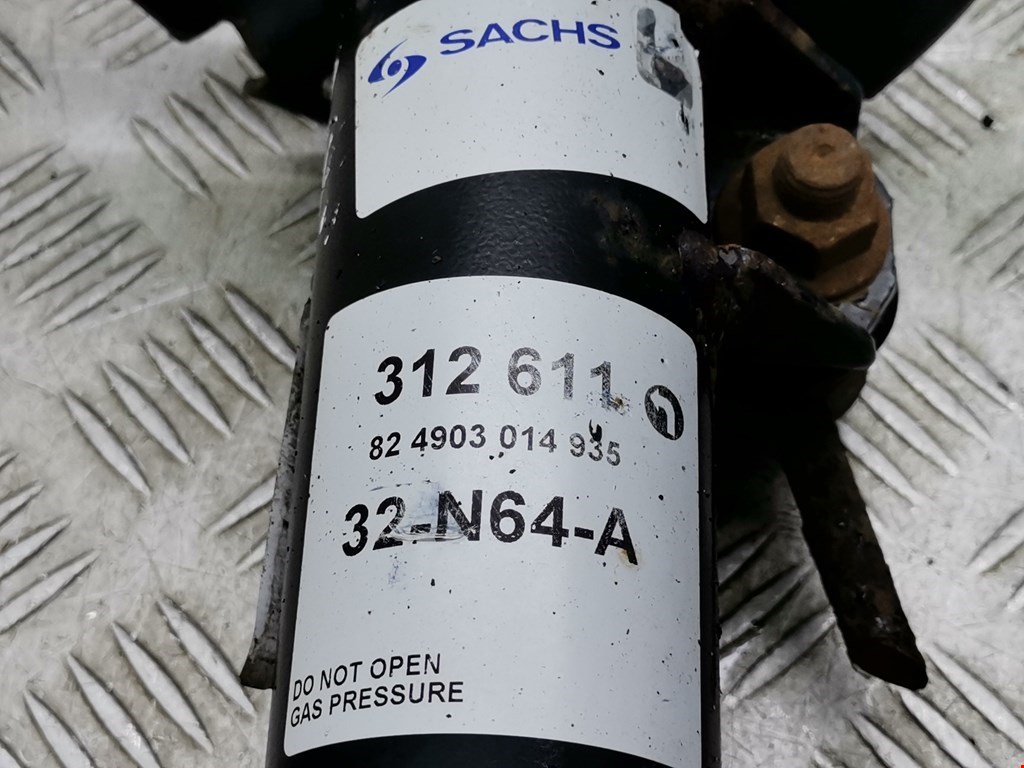 SACHS
312 611
82 4903 014 935
32-N64-A
DO NOT OPEN
GAS PRESSURE